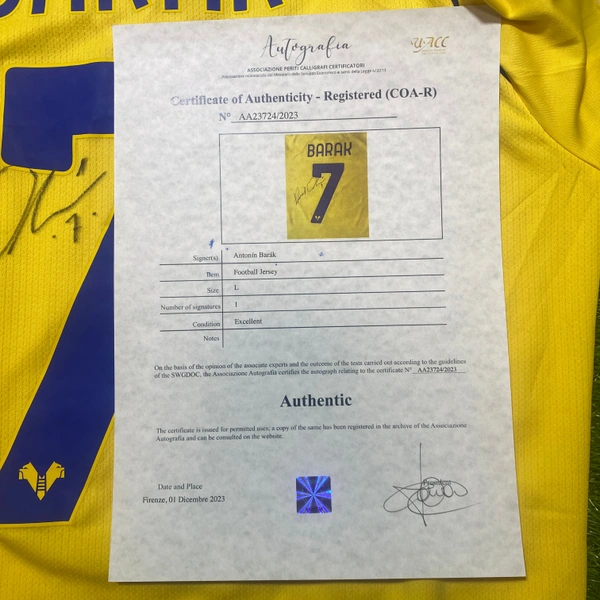 Autografia
UACC
ASSOCIAZIONE PERITI CALLIGRAFI CERTIFICATORI
Certificate of Authenticity - Registered (COA-R)
N° AA23724/2023
BARAK
7
Signer(s) Antonín Barák
Item Football Jersey
Size L
Number of signatures 1
Condition Excellent
Notes
On the basis of the opinion of the associate experts and the outcome of the tests carried out according to the guidelines
of the SWGDOC, the Associazione Autografia certifies the autograph relating to the certificate N° AA23724/2023
Authentic
The certificate is issued for permitted uses; a copy of the same has been registered in the archive of the Associazione
Autografia and can be consulted on the website.
Date and Place
Firenze, 01 Dicembre 2023
President